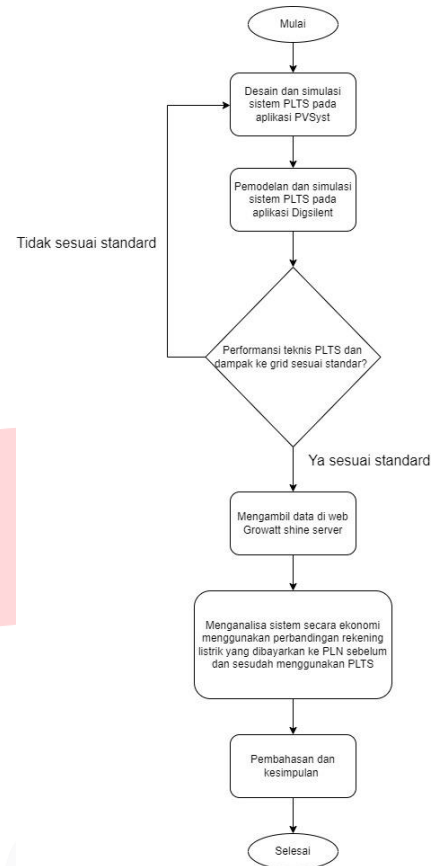 Mulai
Desain dan simulasi
sistem PLTS pada
aplikasi PVSyst
Pemodelan dan simulasi
sistem PLTS pada
aplikasi Digsilent
Tidak sesuai standard
Performansi teknis PLTS dan
dampak ke grid sesuai standar?
Ya sesuai standard
Mengambil data di web
Growatt shine server
Menganalisa sistem secara ekonomi
menggunakan perbandingan rekening
listrik yang dibayarkan ke PLN sebelum
dan sesudah menggunakan PLTS
Pembahasan dan
kesimpulan
Selesai